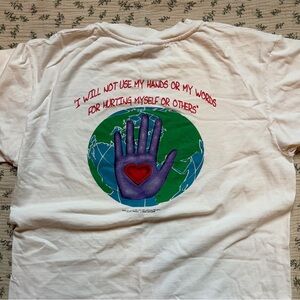 "I WILL NOT USE MY HANDS OR MY WORDS
FOR HURTING MYSELF OR OTHERS"